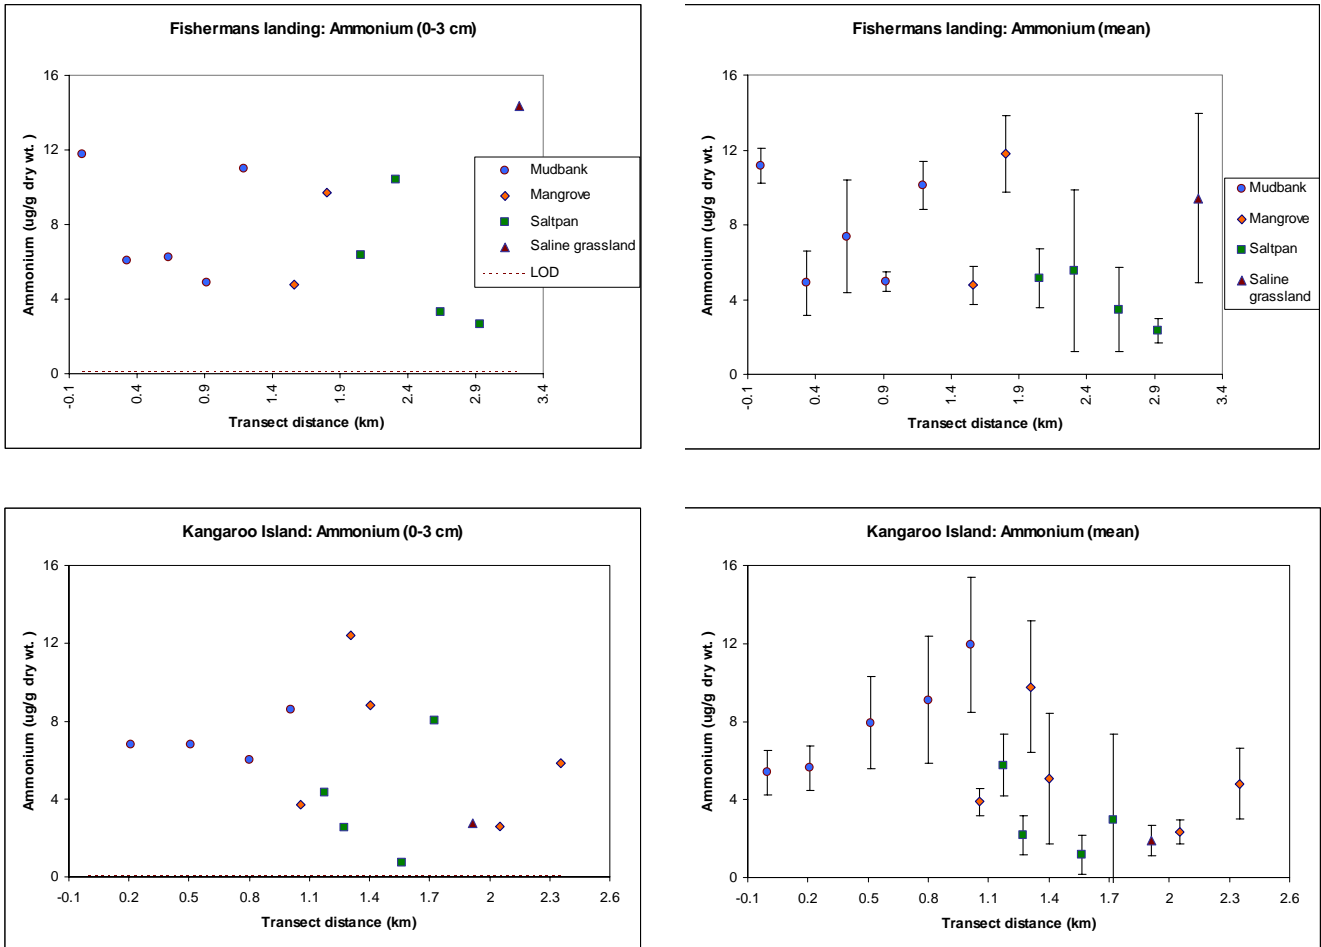 Fishermans landing: Ammonium (0-3 cm)
Ammonium (ug/g dry wt. )
16
12
8
4
0
-0.1
0.4
0.9
1.4
1.9
2.4
2.9
3.4
Transect distance (km)
Mudbank
Mangrove
Saltpan
Saline grassland
LOD
Fishermans landing: Ammonium (mean)
Ammonium (ug/g dry wt. )
16
12
8
4
0
-0.1
0.4
0.9
1.4
1.9
2.4
2.9
3.4
Transect distance (km)
Mudbank
Mangrove
Saltpan
Saline
grassland
Kangaroo Island: Ammonium (0-3 cm)
Ammonium (ug/g dry wt. )
16
12
8
4
0
-0.1
0.2
0.5
0.8
1.1
1.4
1.7
2
2.3
2.6
Transect distance (km)
Kangaroo Island: Ammonium (mean)
Ammonium (ug/g dry wt. )
16
12
8
4
0
-0.1
0.2
0.5
0.8
1.1
1.4
1.7
2
2.3
2.6
Transect distance (km)